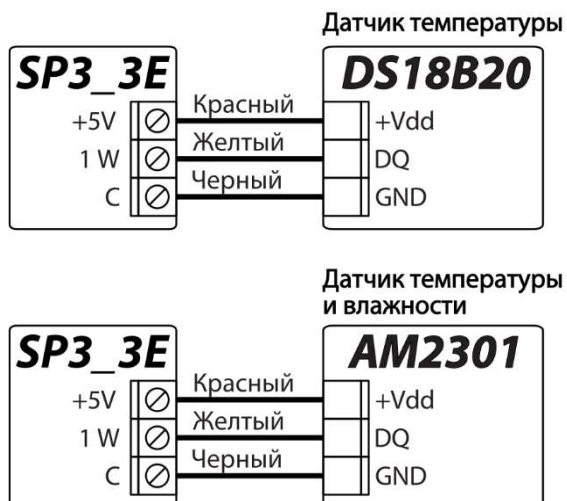 Датчик температуры
SP3_3E DS18B20
Красный
+5V +Vdd
Желтый
1 W DQ
Черный
C GND
Датчик температуры
и влажности
SP3_3E AM2301
Красный
+5V +Vdd
Желтый
1 W DQ
Черный
C GND